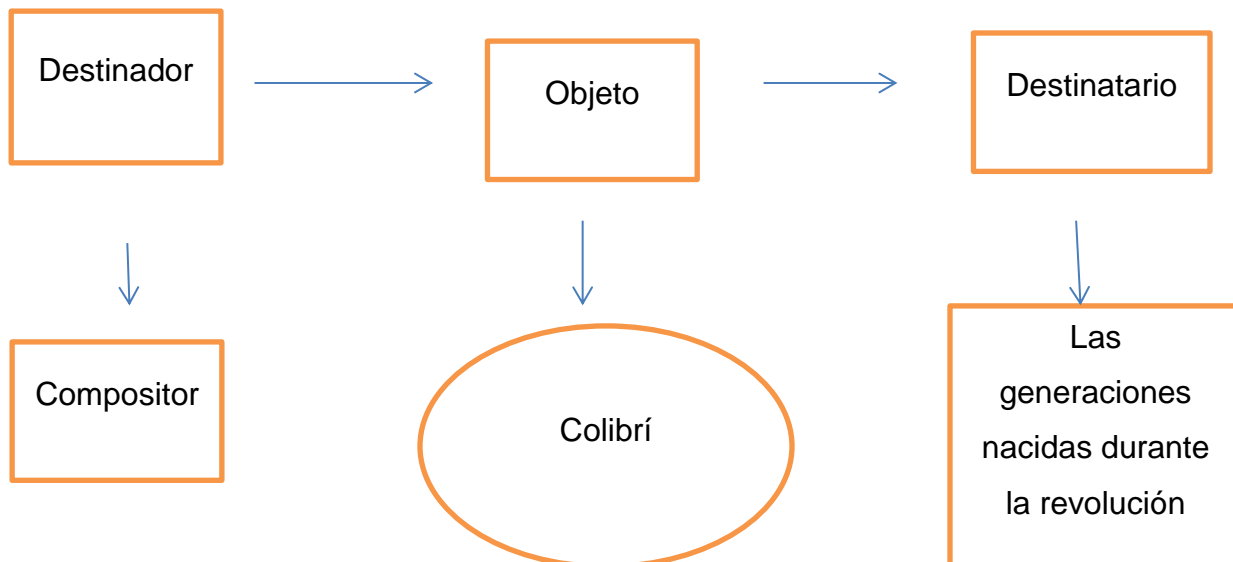 Destinador
Objeto
Destinatario
Compositor
Colibrí
Las
generaciones
nacidas durante
la revolución